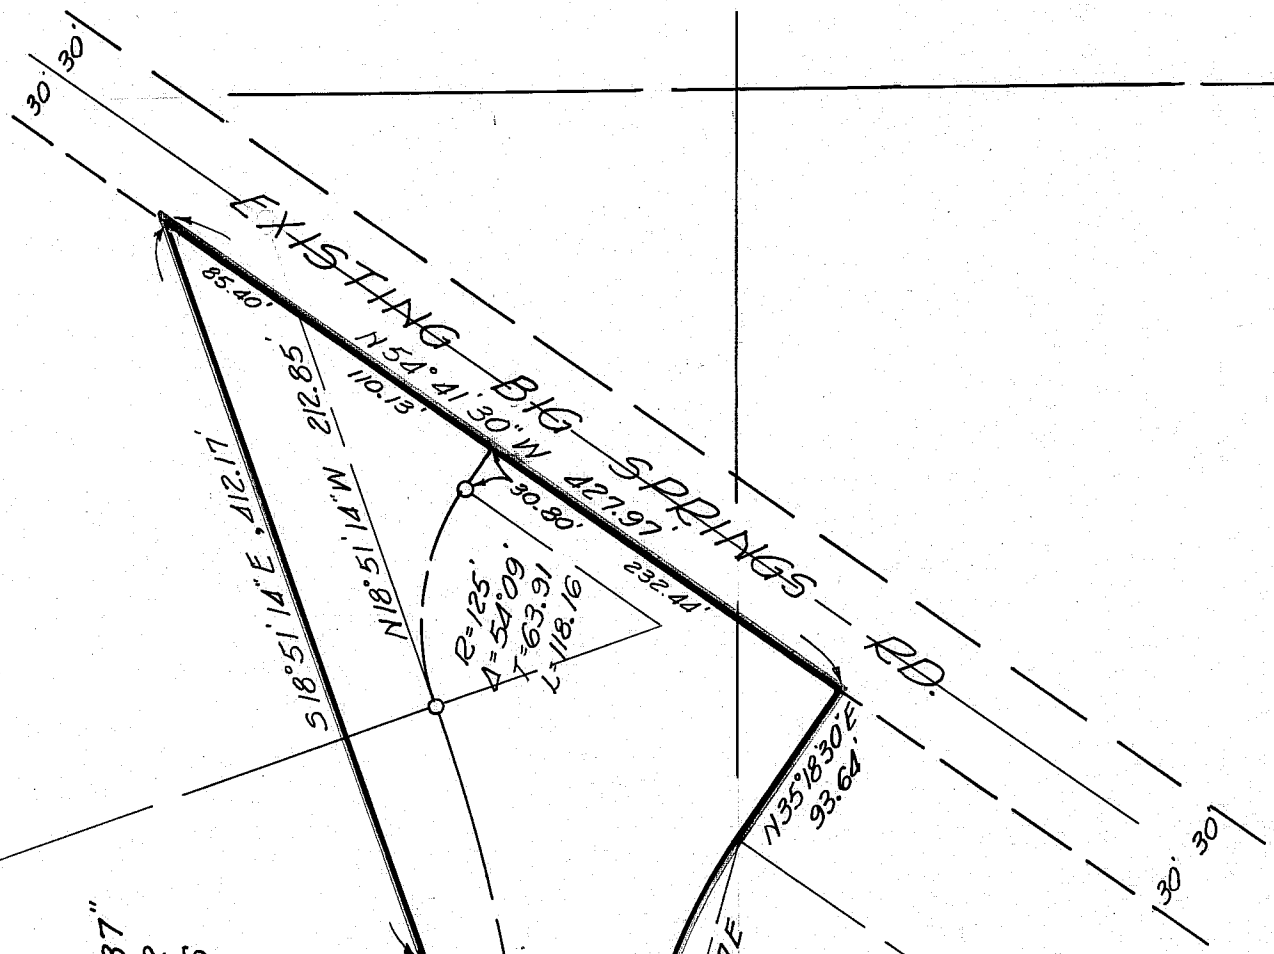 30' 30'
EXISTING BIG SPRINGS RD.
85.40'
N54°41'30"W 427.97'
110.13'
212.85'
N18°51'14"W
S18°51'14"E 412.17'
30.80'
232.44'
R=125'
Δ=54°09'
T=63.91
L=118.16
N35°18'30"E
93.64'
30' 30'
37"
E